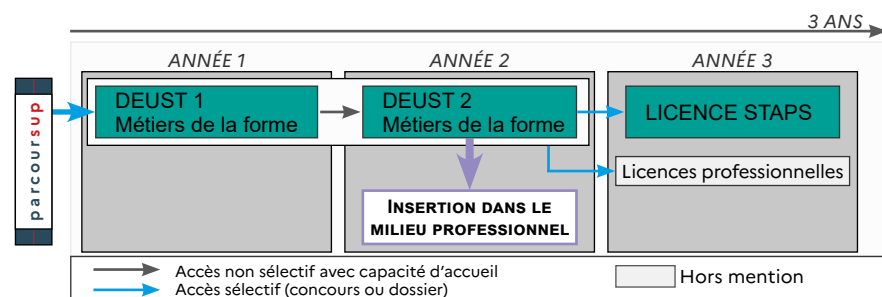 3 ANS
ANNÉE 1
ANNÉE 2
ANNÉE 3
parcoursup
DEUST 1
Métiers de la forme
DEUST 2
Métiers de la forme
LICENCE STAPS
Licences professionnelles
INSERTION DANS LE
MILIEU PROFESSIONNEL
Accès non sélectif avec capacité d'accueil
Accès sélectif (concours ou dossier)
Hors mention